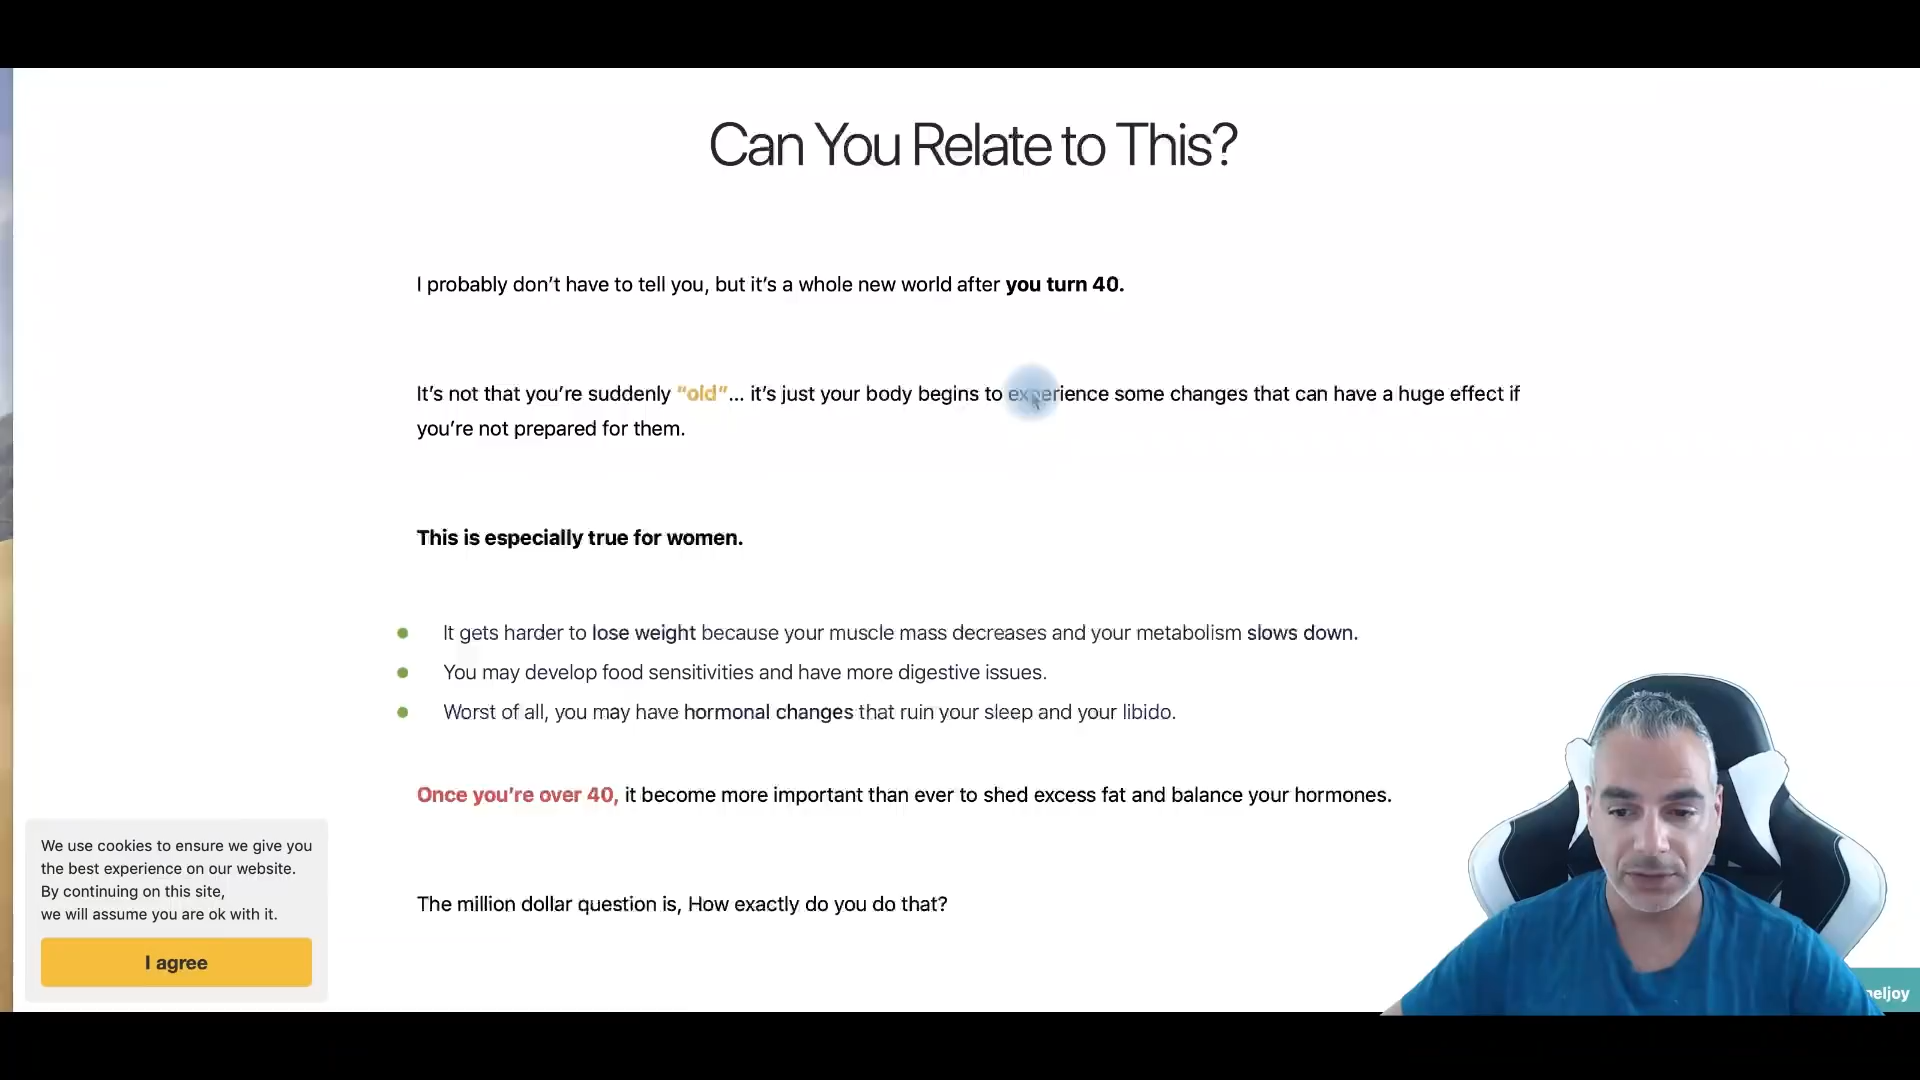 Can You Relate to This?
I probably don’t have to tell you, but it’s a whole new world after you turn 40.
It’s not that you’re suddenly “old”... it’s just your body begins to experience some changes that can have a huge effect if
you’re not prepared for them.
This is especially true for women.
It gets harder to lose weight because your muscle mass decreases and your metabolism slows down.
You may develop food sensitivities and have more digestive issues.
Worst of all, you may have hormonal changes that ruin your sleep and your libido.
Once you’re over 40, it become more important than ever to shed excess fat and balance your hormones.
The million dollar question is, How exactly do you do that?
We use cookies to ensure we give you
the best experience on our website.
By continuing on this site,
we will assume you are ok with it.
I agree